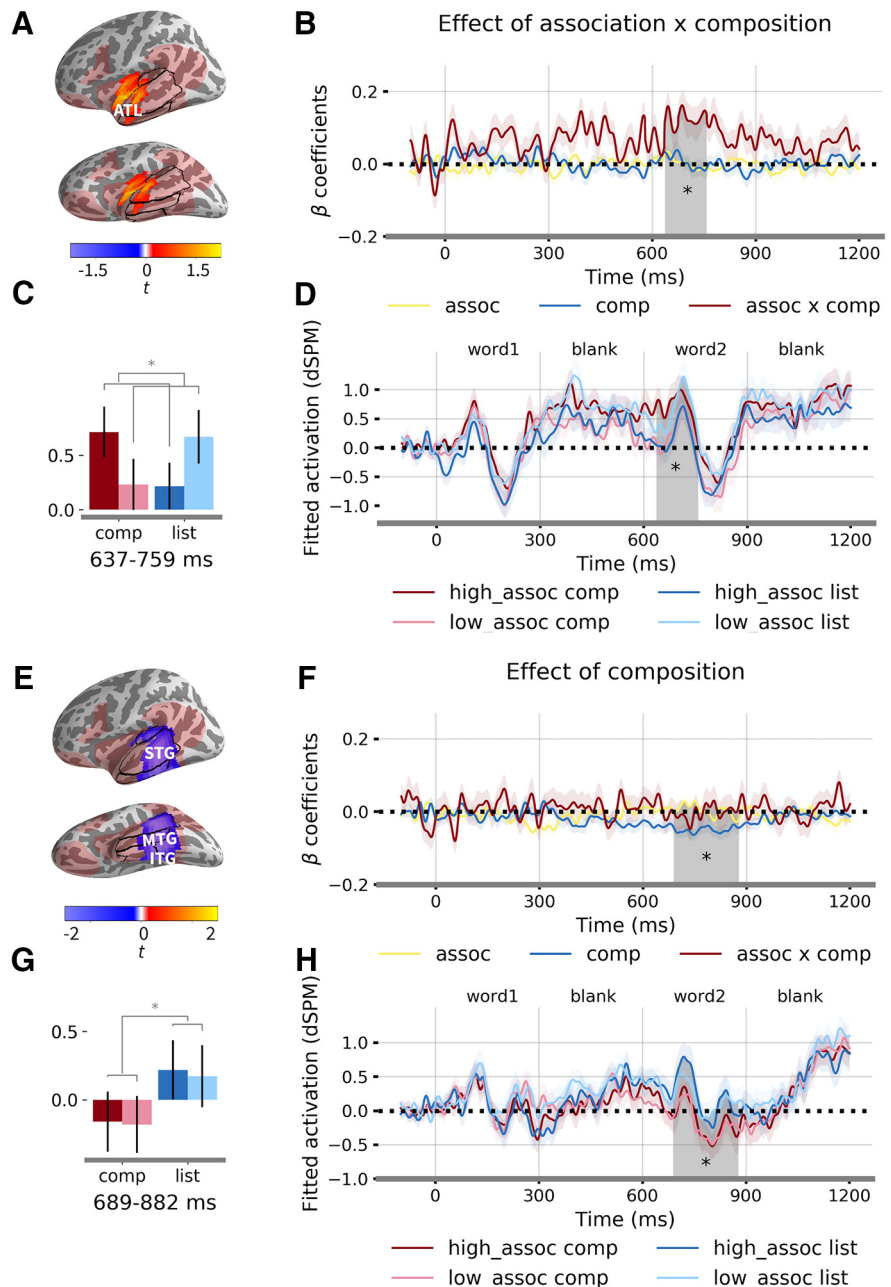 A
ATL
-1.5 0 1.5
t
B
Effect of association x composition
β coefficients
0.2
0.0
−0.2
*
0 300 600 900 1200
Time (ms)
assoc comp assoc x comp
C
*
0.5
0.0
comp list
637-759 ms
D
Fitted activation (dSPM)
word1 blank word2 blank
1.0
0.5
0.0
−0.5
−1.0
*
0 300 600 900 1200
Time (ms)
high_assoc comp high_assoc list
low_assoc comp low_assoc list
E
STG
MTG
ITG
-2 0 2
t
F
Effect of composition
β coefficients
0.2
0.0
−0.2
*
0 300 600 900 1200
Time (ms)
assoc comp assoc x comp
G
*
0.5
0.0
comp list
689-882 ms
H
Fitted activation (dSPM)
word1 blank word2 blank
1.0
0.5
0.0
−0.5
−1.0
*
0 300 600 900 1200
Time (ms)
high_assoc comp high_assoc list
low_assoc comp low_assoc list